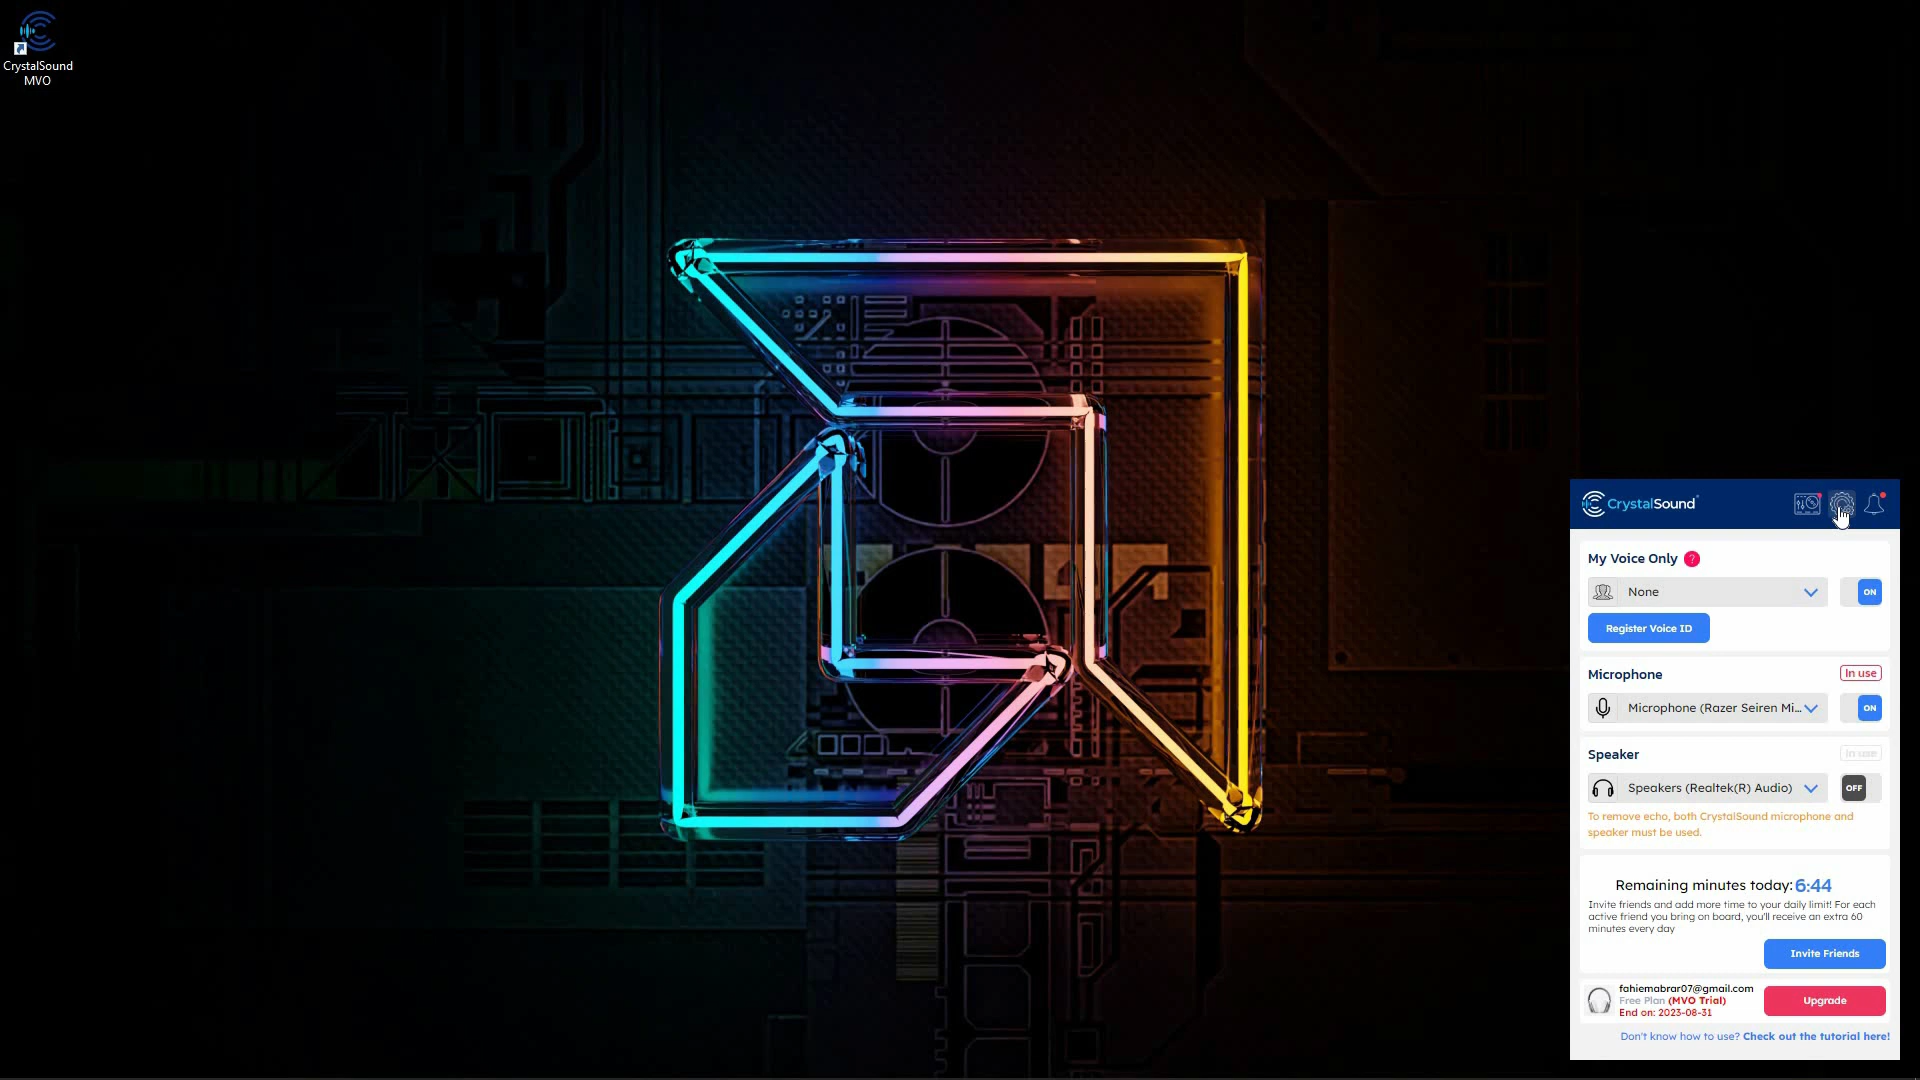 CrystalSound
MVO
CrystalSound
My Voice Only ?
None
ON
Register Voice ID
Microphone
In use
Microphone (Razer Seiren Mi...
ON
Speaker
In use
Speakers (Realtek(R) Audio)
OFF
To remove echo, both CrystalSound microphone and
speaker must be used.
Remaining minutes today: 6:44
Invite friends and add more time to your daily limit! For each
active friend you bring on board, you'll receive an extra 60
minutes every day
Invite Friends
fahiemabrar07@gmail.com
Free Plan (MVO Trial)
End on: 2023-08-31
Upgrade
Don't know how to use? Check out the tutorial here!